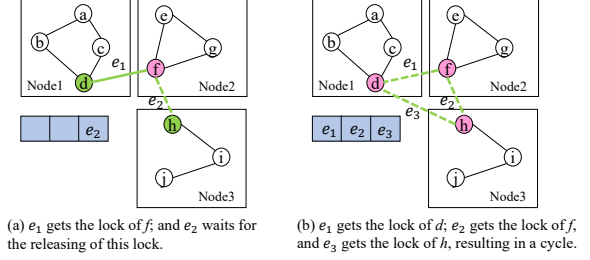 a
e
b
c
g
e₁
f
Node1
d
Node2
e₂
h
e₂
i
j
Node3
(a) e₁ gets the lock of f; and e₂ waits for
the releasing of this lock.
a
e
b
c
g
e₁
f
Node1
d
Node2
e₂
e₃
h
e₁ e₂ e₃
i
j
Node3
(b) e₁ gets the lock of d; e₂ gets the lock of f,
and e₃ gets the lock of h, resulting in a cycle.